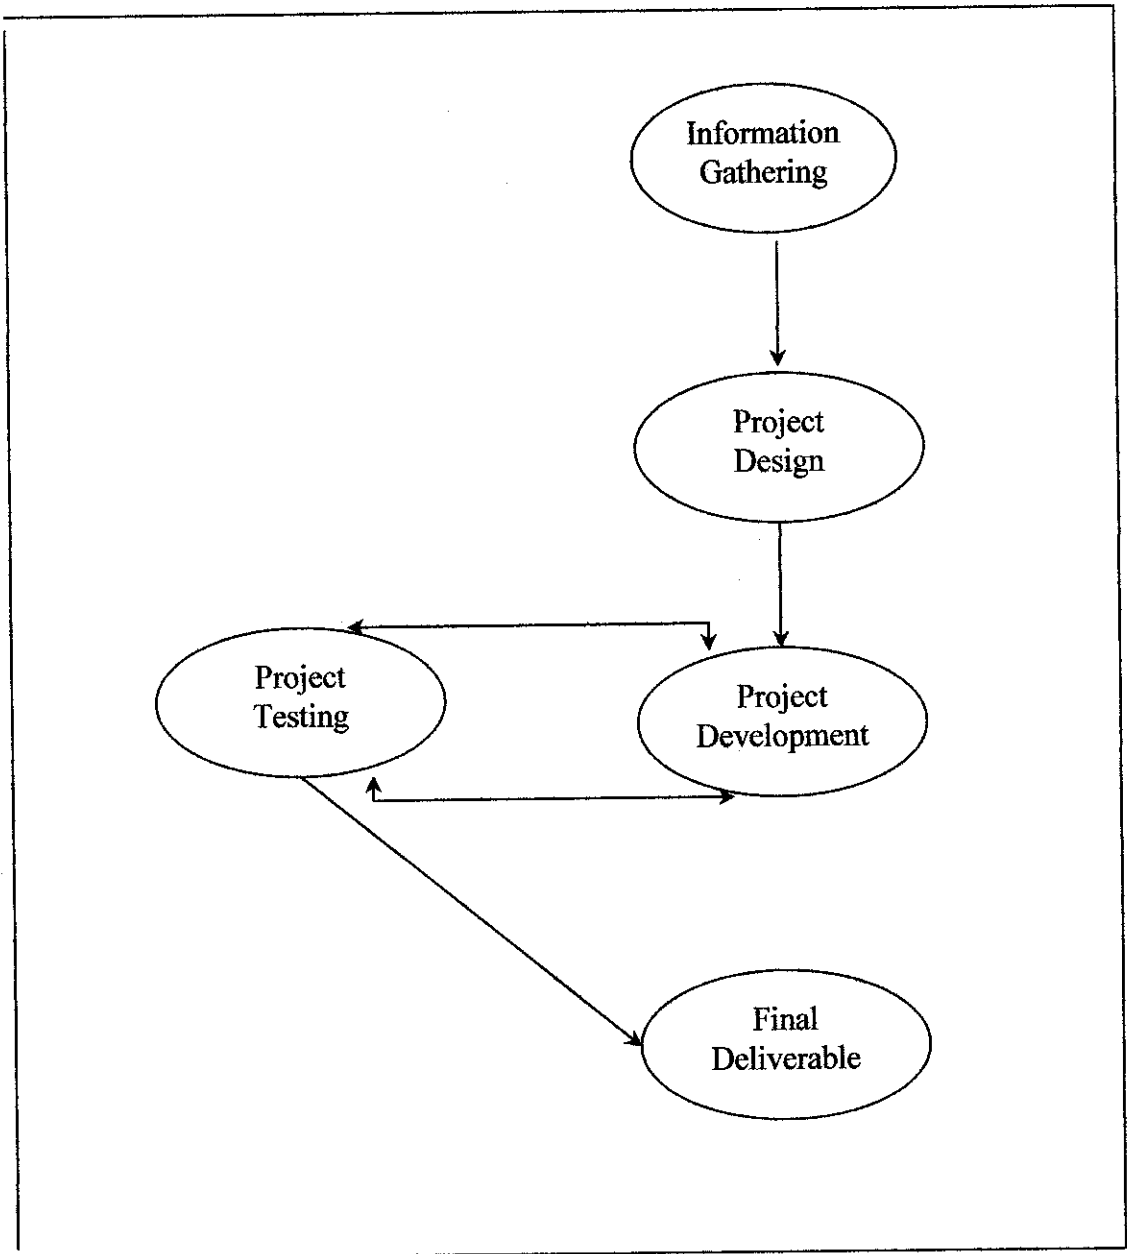 Information
Gathering
Project
Design
Project
Testing
Project
Development
Final
Deliverable